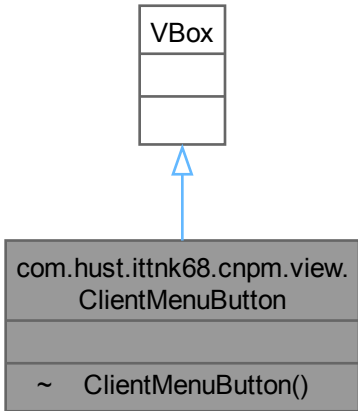 VBox
com.hust.ittnk68.cnpm.view.
ClientMenuButton
~ ClientMenuButton()